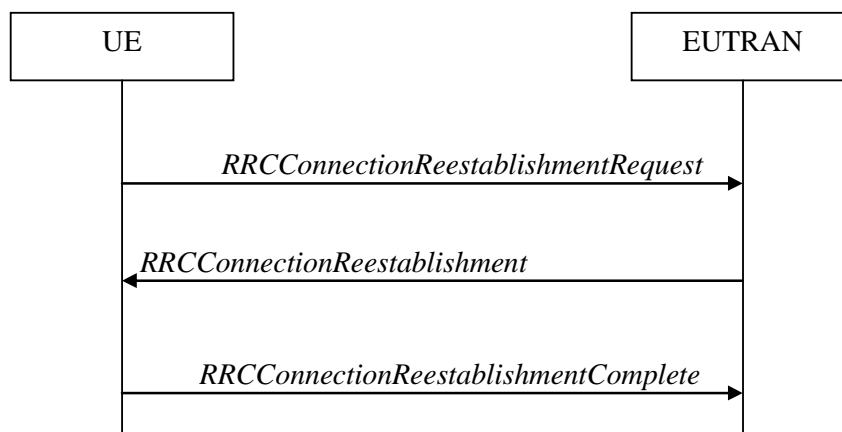 UE
EUTRAN
RRCConnectionReestablishmentRequest
RRCConnectionReestablishment
RRCConnectionReestablishmentComplete